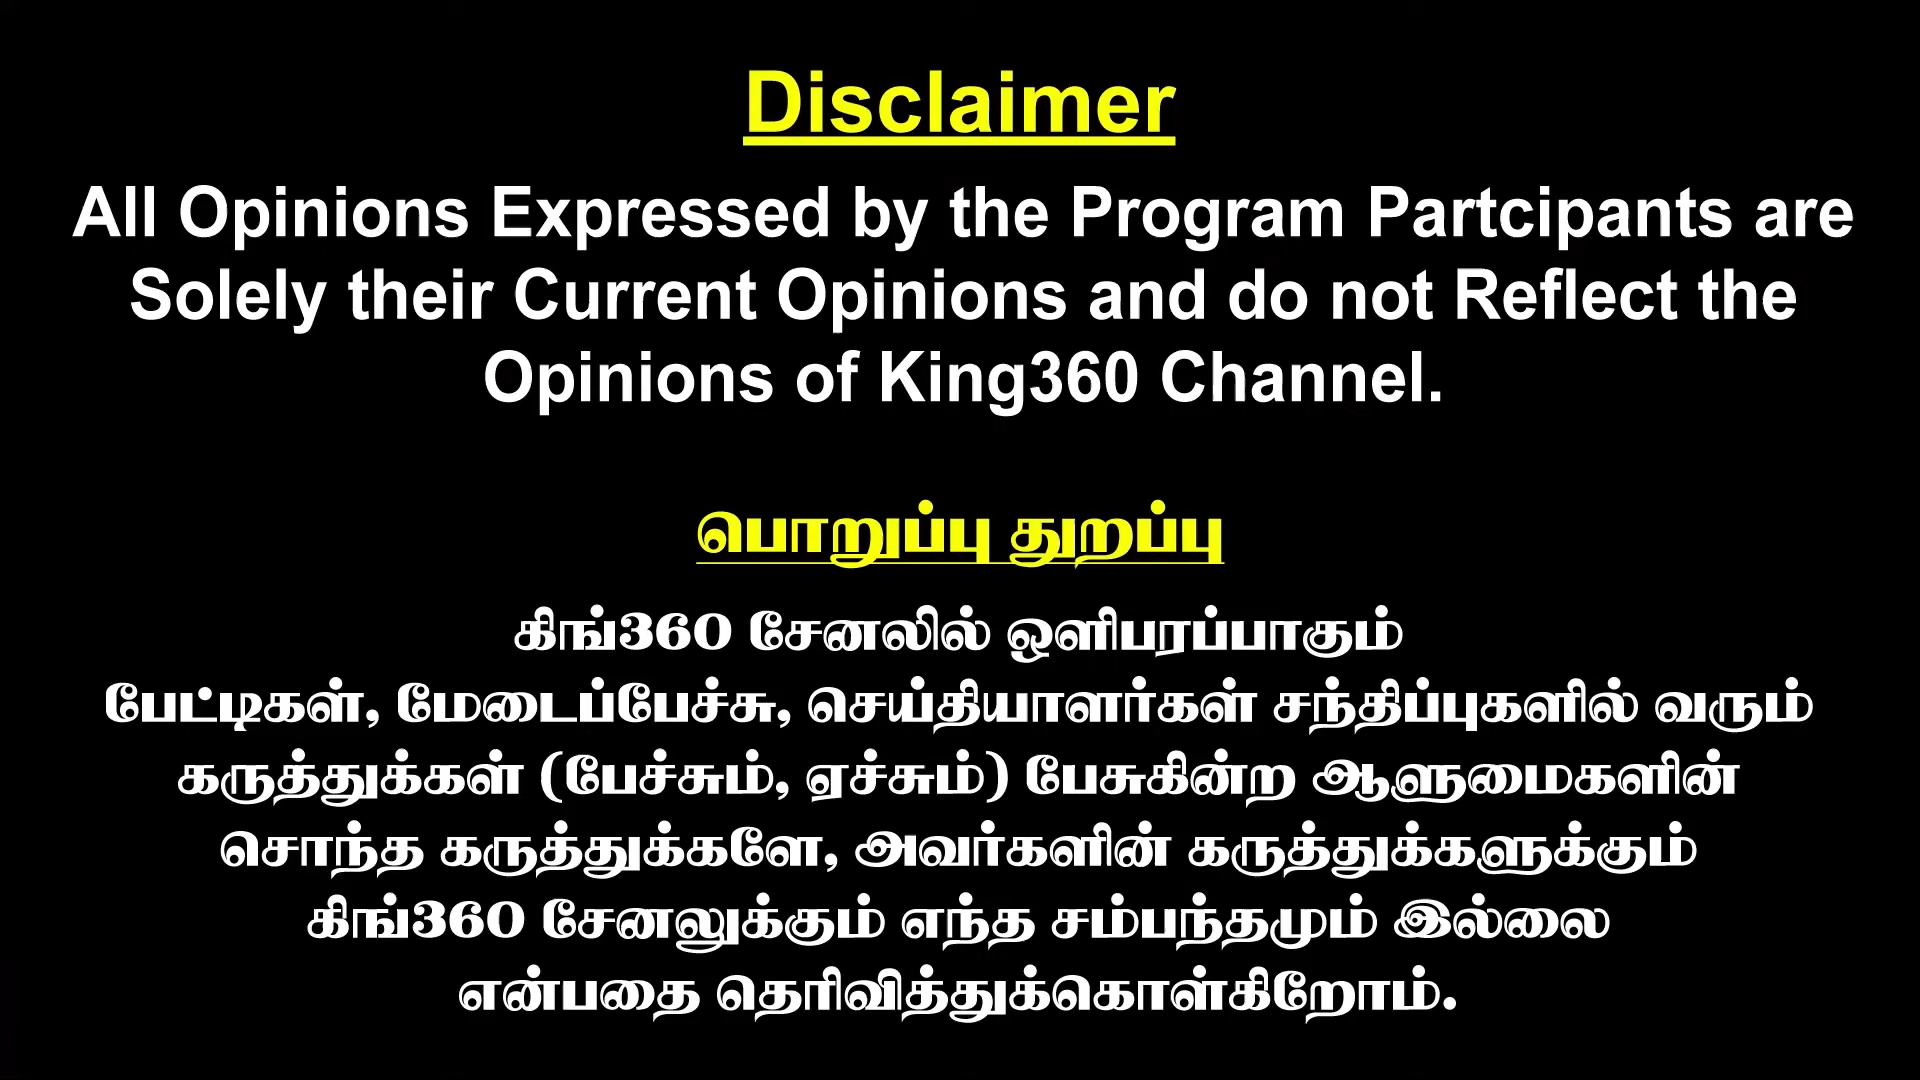 Disclaimer
All Opinions Expressed by the Program Partcipants are
Solely their Current Opinions and do not Reflect the
Opinions of King360 Channel.
பொறுப்பு துறப்பு
கிங்360 சேனலில் ஒளிபரப்பாகும்
பேட்டிகள், மேடைப்பேச்சு, செய்தியாளர்கள் சந்திப்புகளில் வரும்
கருத்துக்கள் (பேச்சும், ஏச்சும்) பேசுகின்ற ஆளுமைகளின்
சொந்த கருத்துக்களே, அவர்களின் கருத்துக்களுக்கும்
கிங்360 சேனலுக்கும் எந்த சம்பந்தமும் இல்லை
என்பதை தெரிவித்துக்கொள்கிறோம்.